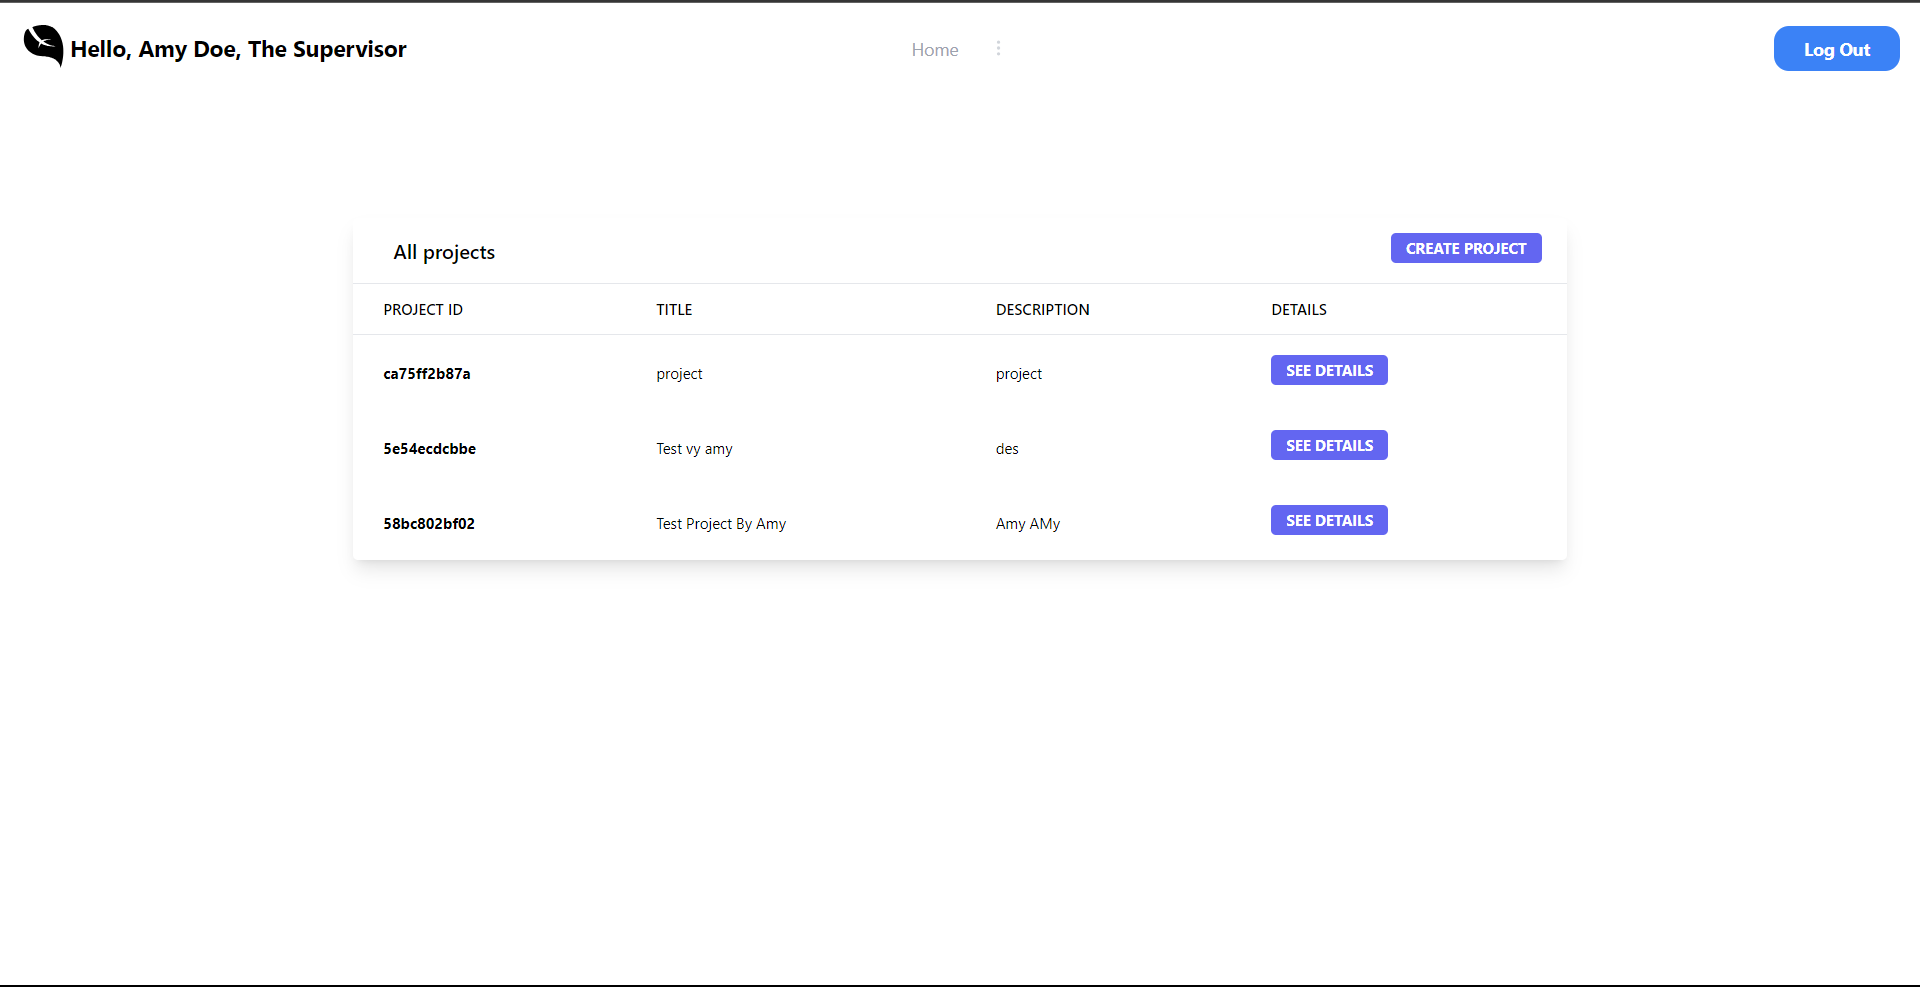 Hello, Amy Doe, The Supervisor
Home
Log Out
All projects
CREATE PROJECT
PROJECT ID TITLE DESCRIPTION DETAILS
ca75ff2b87a project project SEE DETAILS
5e54ecdcbbe Test vy amy des SEE DETAILS
58bc802bf02 Test Project By Amy Amy AMy SEE DETAILS